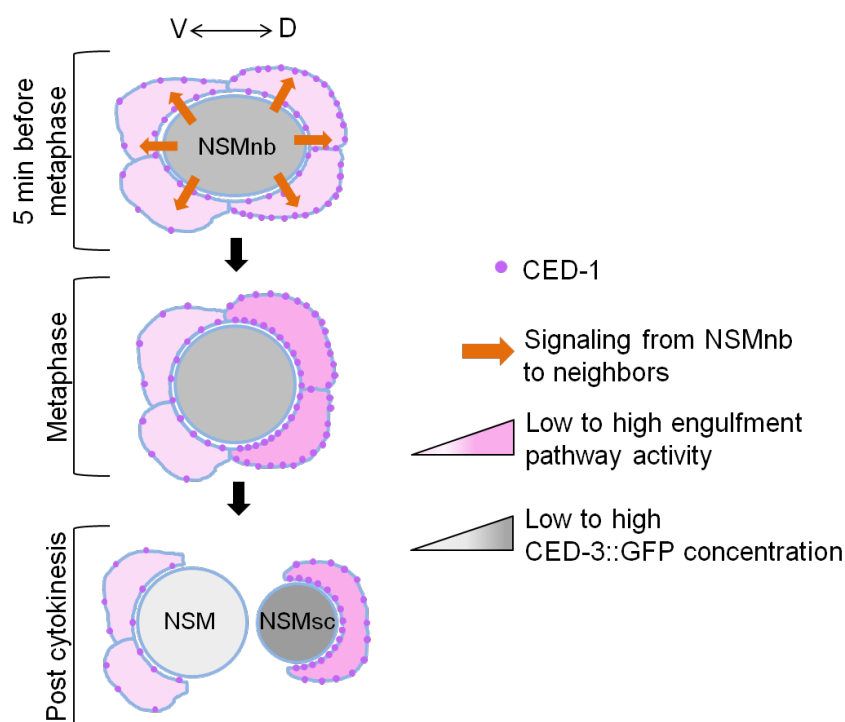 V D
5 min before
metaphase
NSMnb
CED-1
Signaling from NSMnb
to neighbors
Metaphase
Low to high engulfment
pathway activity
Low to high
CED-3::GFP concentration
Post cytokinesis
NSM
NSMsc